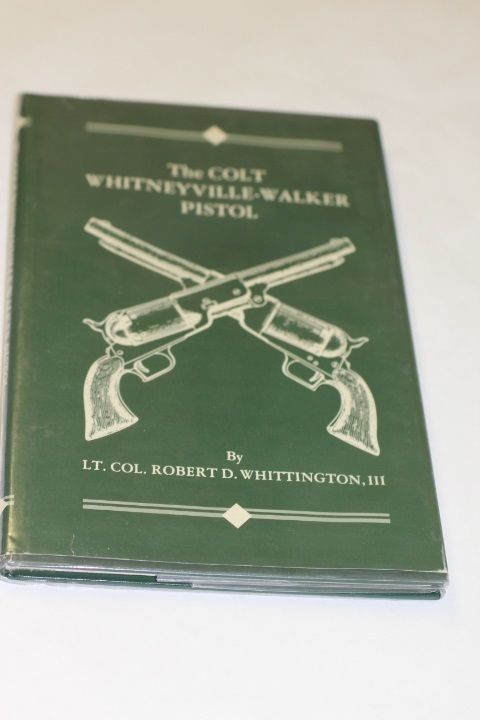 The COLT
WHITNEYVILLE-WALKER
PISTOL
By
LT. COL. ROBERT D. WHITTINGTON, III